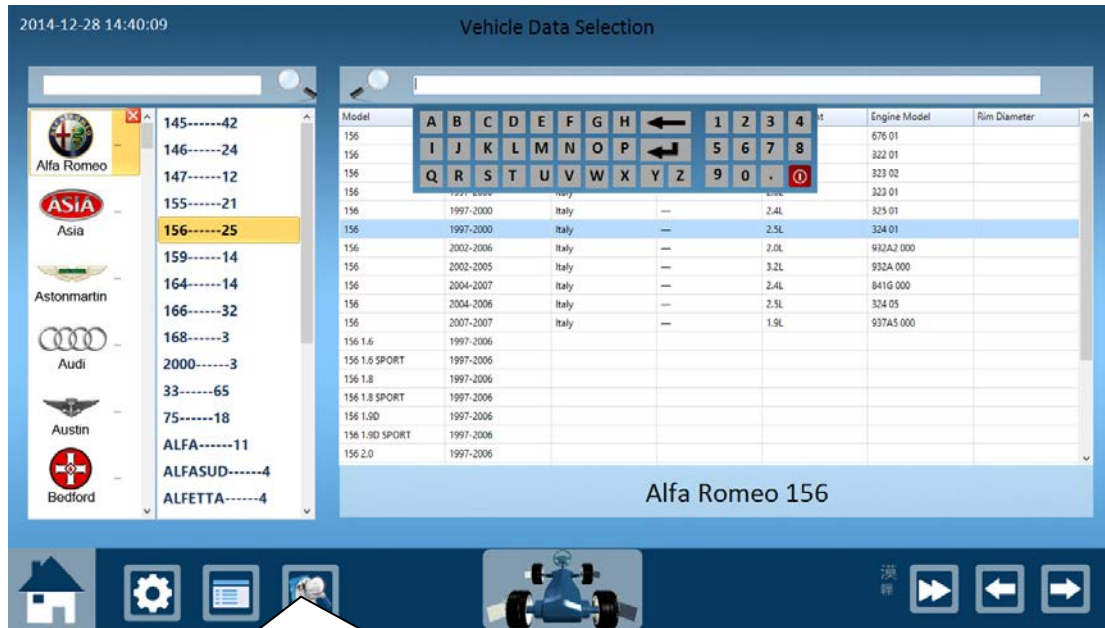 2014-12-28 14:40:09
Vehicle Data Selection
Alfa Romeo ...
ASIA
Asia ...
Astonmartin ...
Audi ...
Austin ...
Bedford ...
145------42
146------24
147------12
155------21
156------25
159------14
164------14
166------32
168------3
2000------3
33------65
75------18
ALFA------11
ALFASUD------4
ALFETTA------4
A B C D E F G H 1 2 3 4
I J K L M N O P 5 6 7 8
Q R S T U V W X Y Z 9 0 .
Model Engine Model Rim Diameter
156 676 01
156 322 01
156 323 02
156 323 01
156 1997-2000 Italy — 2.4L 325 01
156 1997-2000 Italy — 2.5L 324 01
156 2002-2006 Italy — 2.0L 932A2 000
156 2002-2005 Italy — 3.2L 932A 000
156 2004-2007 Italy — 2.4L 841G 000
156 2004-2006 Italy — 2.5L 324 05
156 2007-2007 Italy — 1.9L 937A5 000
156 1.6 1997-2006
156 1.6 SPORT 1997-2006
156 1.8 1997-2006
156 1.8 SPORT 1997-2006
156 1.9D 1997-2006
156 1.9D SPORT 1997-2006
156 2.0 1997-2006
Alfa Romeo 156